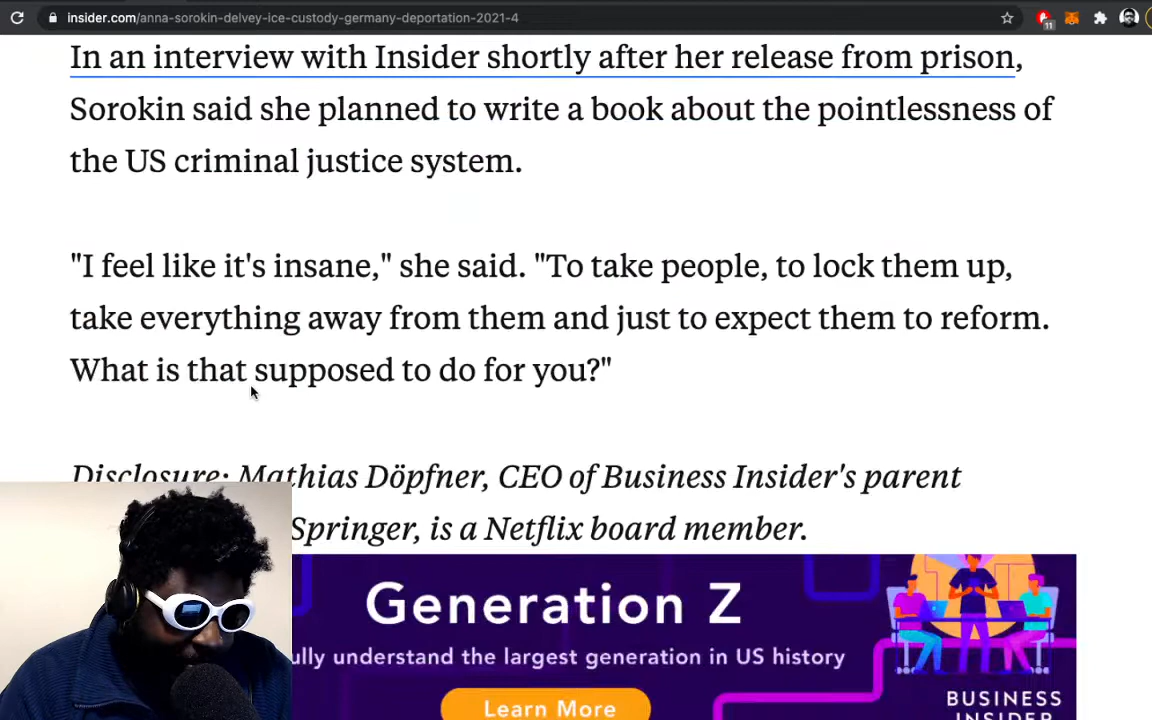 insider.com/anna-sorokin-delvey-ice-custody-germany-deportation-2021-4
11
In an interview with Insider shortly after her release from prison,
Sorokin said she planned to write a book about the pointlessness of
the US criminal justice system.
"I feel like it's insane," she said. "To take people, to lock them up,
take everything away from them and just to expect them to reform.
What is that supposed to do for you?"
Disclosure: Mathias Döpfner, CEO of Business Insider's parent
Springer, is a Netflix board member.
Generation Z
understand the largest generation in US history
Learn More
BUSINESS
INSIDER